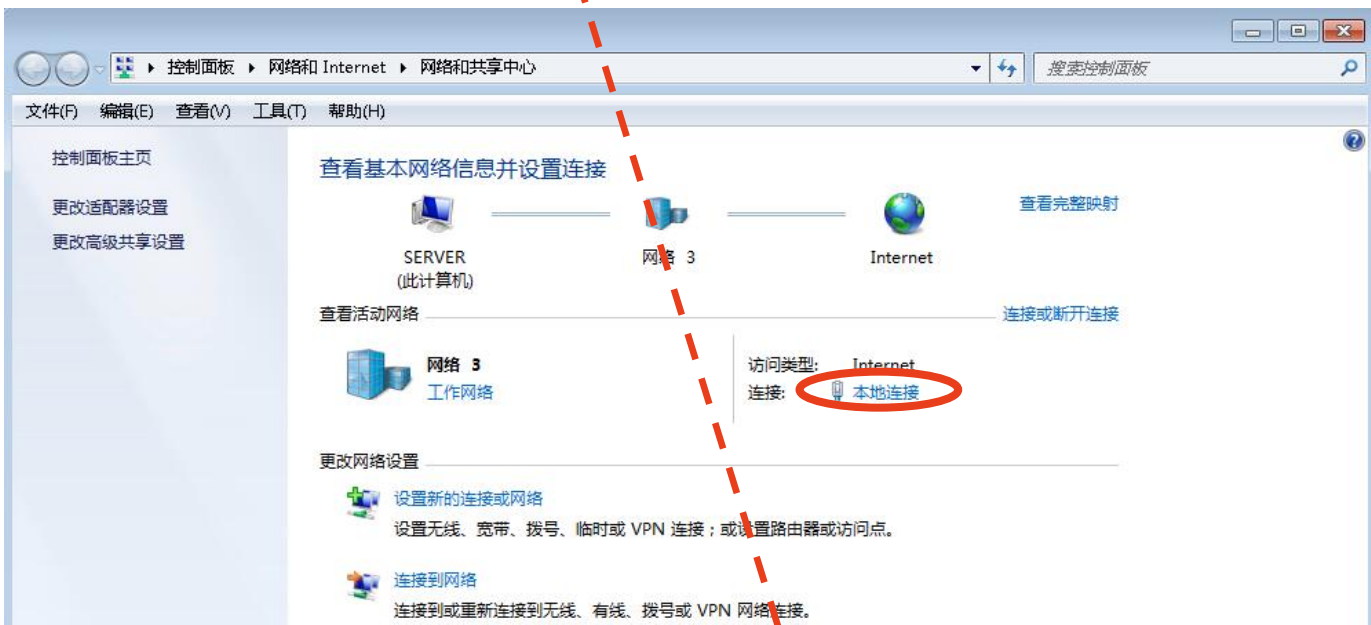 控制面板 ▸ 网络和 Internet ▸ 网络和共享中心
搜索控制面板
文件(F) 编辑(E) 查看(V) 工具(T) 帮助(H)
控制面板主页
更改适配器设置
更改高级共享设置
查看基本网络信息并设置连接
查看完整映射
SERVER
(此计算机)
网络 3
Internet
查看活动网络
连接或断开连接
网络 3
工作网络
访问类型: Internet
连接: 本地连接
更改网络设置
设置新的连接或网络
设置无线、宽带、拨号、临时或 VPN 连接；或设置路由器或访问点。
连接到网络
连接到或重新连接到无线、有线、拨号或 VPN 网络连接。